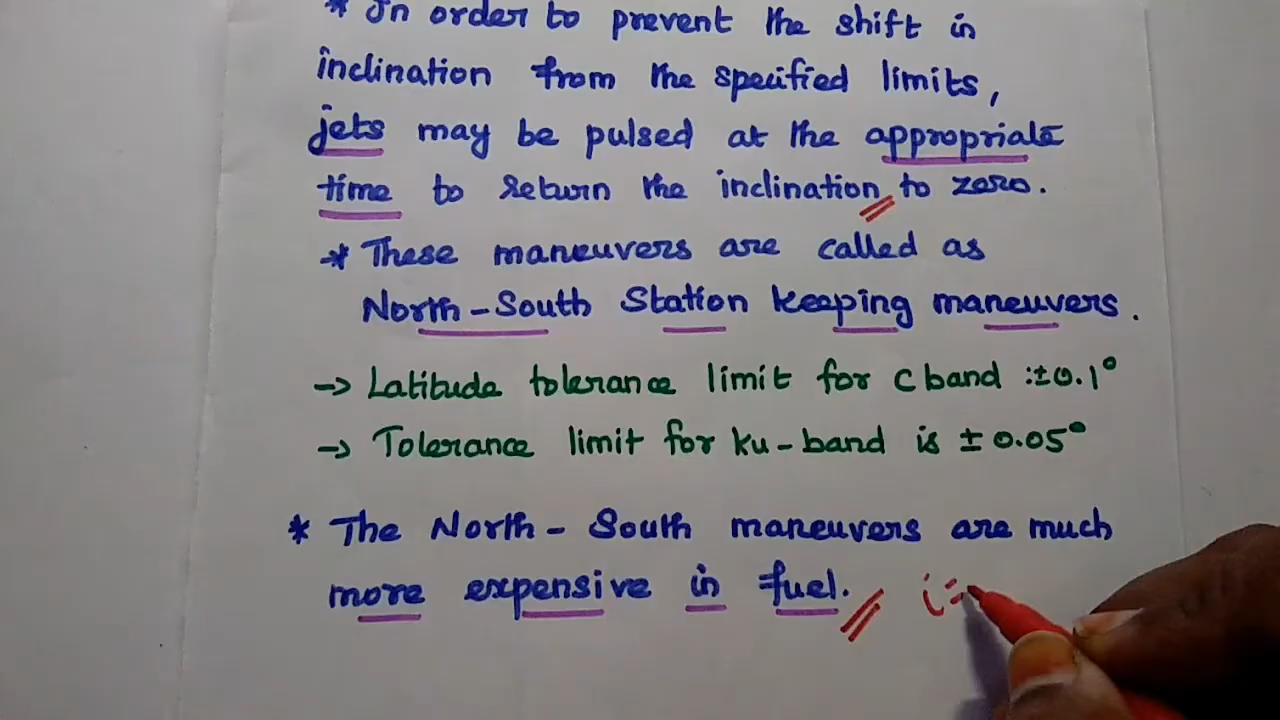 * In order to prevent the shift in
inclination from the specified limits,
jets may be pulsed at the appropriate
time to return the inclination to zero.
* These maneuvers are called as
North-South Station keeping maneuvers.
→ Latitude tolerance limit for C band :±0.1°
→ Tolerance limit for ku-band is ±0.05°
* The North-South maneuvers are much
more expensive in fuel. i=